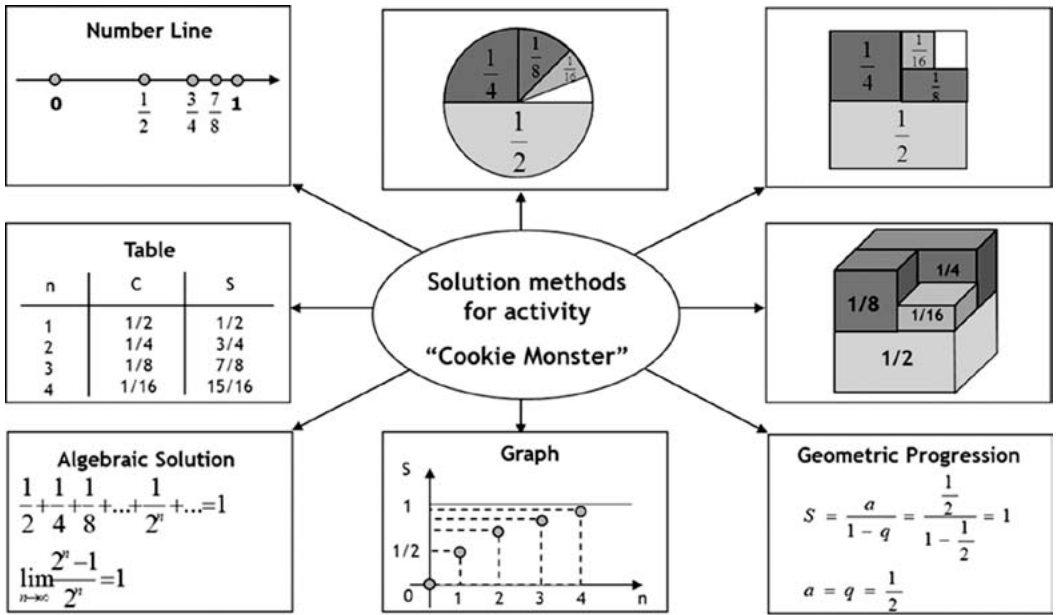 Number Line
0 1/2 3/4 7/8 1
1/4 1/8 1/16
1/2
1/4 1/16
1/8
1/2
Table
n C S
1 1/2 1/2
2 1/4 3/4
3 1/8 7/8
4 1/16 15/16
Solution methods
for activity
“Cookie Monster”
1/4
1/8 1/16
1/2
Algebraic Solution
1/2+1/4+1/8+...+1/2ⁿ+...=1
lim n→∞ (2ⁿ−1)/2ⁿ=1
Graph
S
1
1/2
0 1 2 3 4 n
Geometric Progression
S = a/(1 − q) = (1/2)/(1 − 1/2) = 1
a = q = 1/2